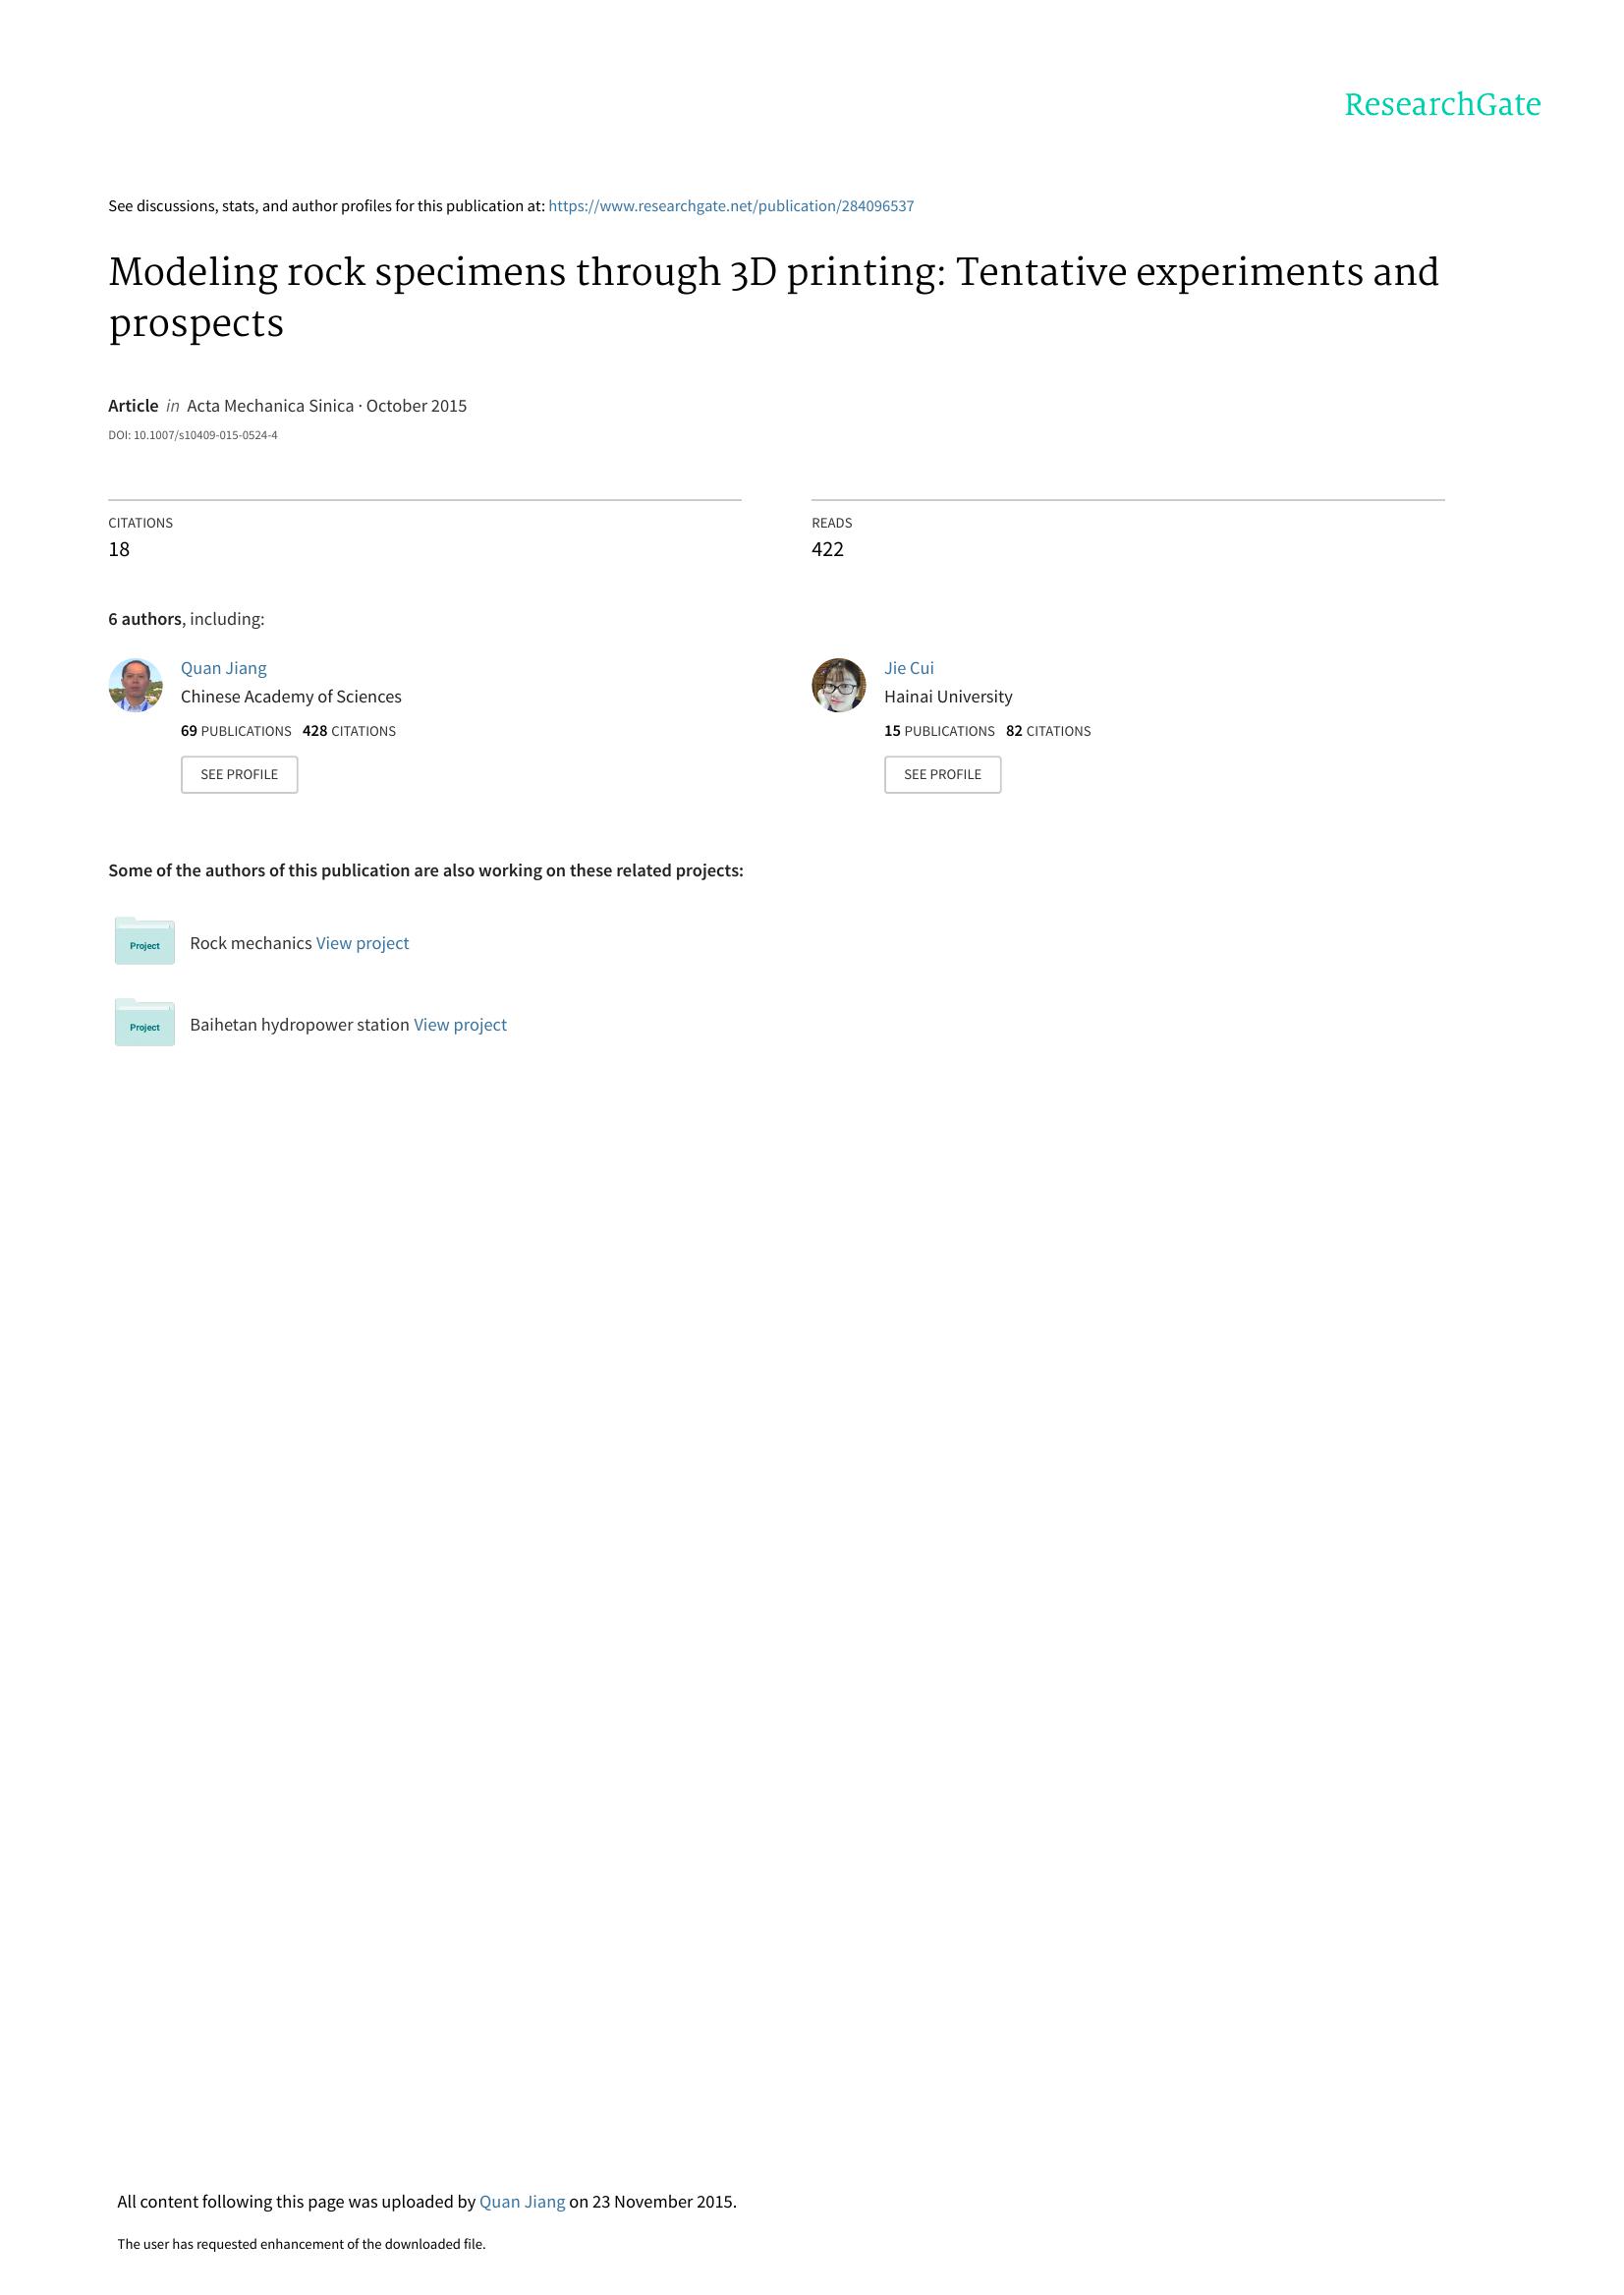 ResearchGate
See discussions, stats, and author profiles for this publication at: https://www.researchgate.net/publication/284096537
Modeling rock specimens through 3D printing: Tentative experiments and
prospects
Article in Acta Mechanica Sinica · October 2015
DOI: 10.1007/s10409-015-0524-4
CITATIONS
18
READS
422
6 authors, including:
Quan Jiang
Chinese Academy of Sciences
69 PUBLICATIONS 428 CITATIONS
SEE PROFILE
Jie Cui
Hainai University
15 PUBLICATIONS 82 CITATIONS
SEE PROFILE
Some of the authors of this publication are also working on these related projects:
Project
Rock mechanics View project
Project
Baihetan hydropower station View project
All content following this page was uploaded by Quan Jiang on 23 November 2015.
The user has requested enhancement of the downloaded file.